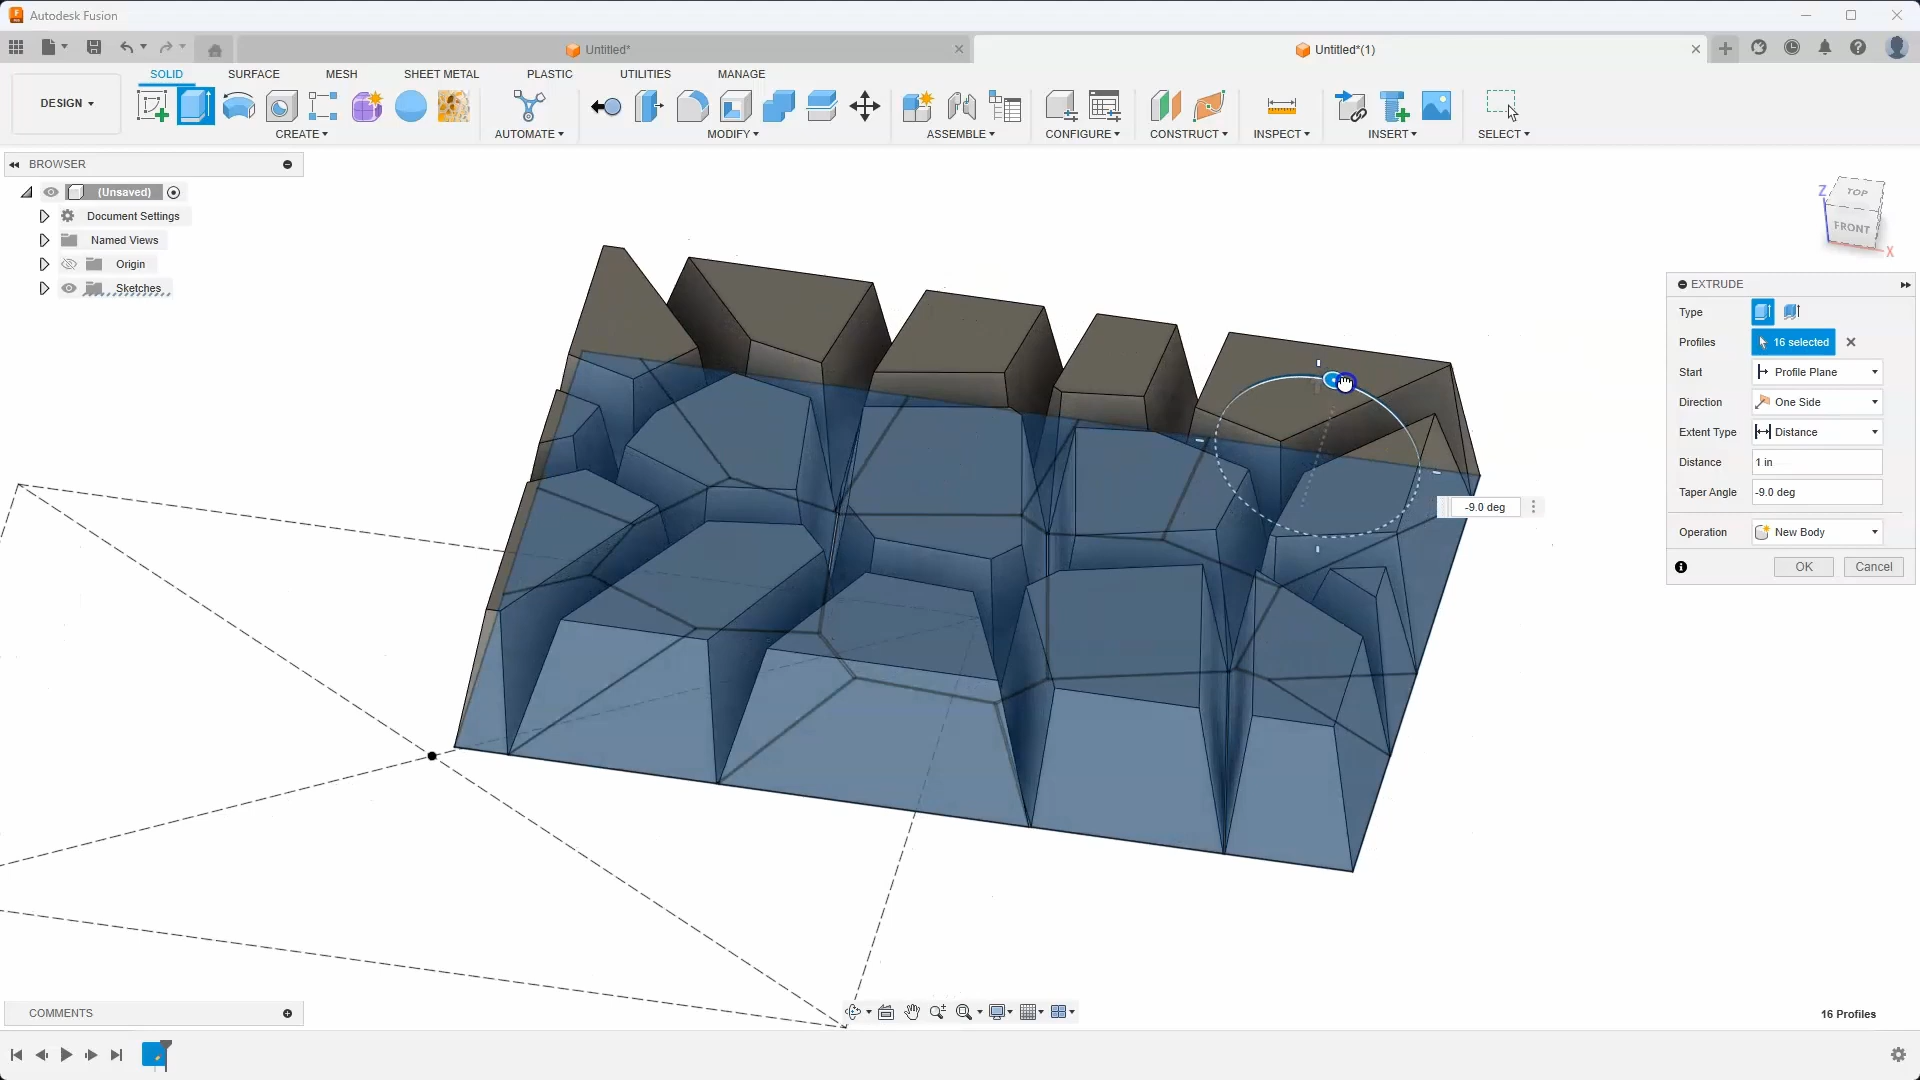 Autodesk Fusion
Untitled*
Untitled*(1)
SOLID SURFACE MESH SHEET METAL PLASTIC UTILITIES MANAGE
DESIGN
CREATE AUTOMATE MODIFY ASSEMBLE CONFIGURE CONSTRUCT INSPECT INSERT SELECT
BROWSER
(Unsaved)
Document Settings
Named Views
Origin
Sketches
Z
TOP
FRONT
X
EXTRUDE
Type
Profiles 16 selected
Start Profile Plane
Direction One Side
Extent Type Distance
Distance 1 in
Taper Angle -9.0 deg
Operation New Body
OK Cancel
-9.0 deg
COMMENTS
16 Profiles